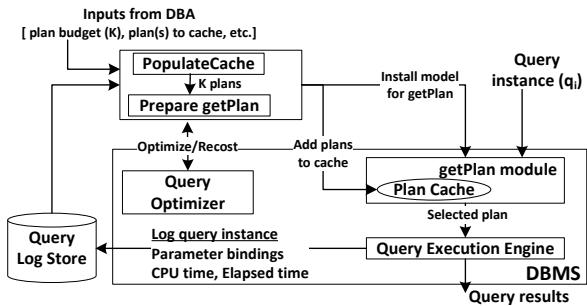 Inputs from DBA
[ plan budget (K), plan(s) to cache, etc.]
PopulateCache
K plans
Prepare getPlan
Install model
for getPlan
Query
instance (qi)
Optimize/Recost
Add plans
to cache
getPlan module
Plan Cache
Query
Optimizer
Selected plan
Query
Log Store
Log query instance
Parameter bindings
CPU time, Elapsed time
Query Execution Engine
DBMS
Query results